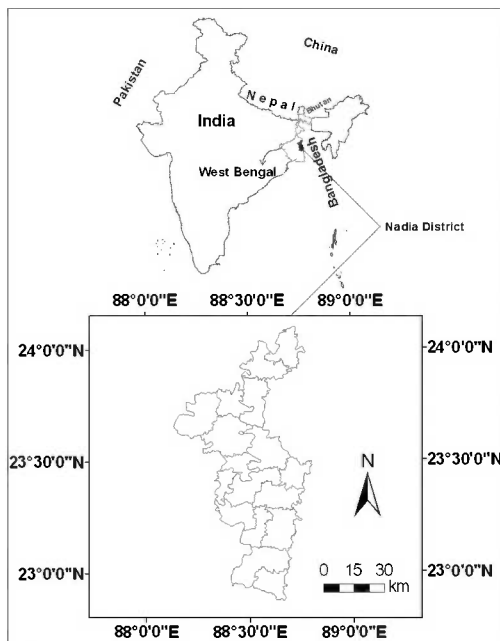 China
Pakistan
Nepal
Bhutan
India
West Bengal
Bangladesh
Nadia District
88°0'0"E 88°30'0"E 89°0'0"E
24°0'0"N 24°0'0"N
23°30'0"N 23°30'0"N
N
23°0'0"N 23°0'0"N
0 15 30
km
88°0'0"E 88°30'0"E 89°0'0"E